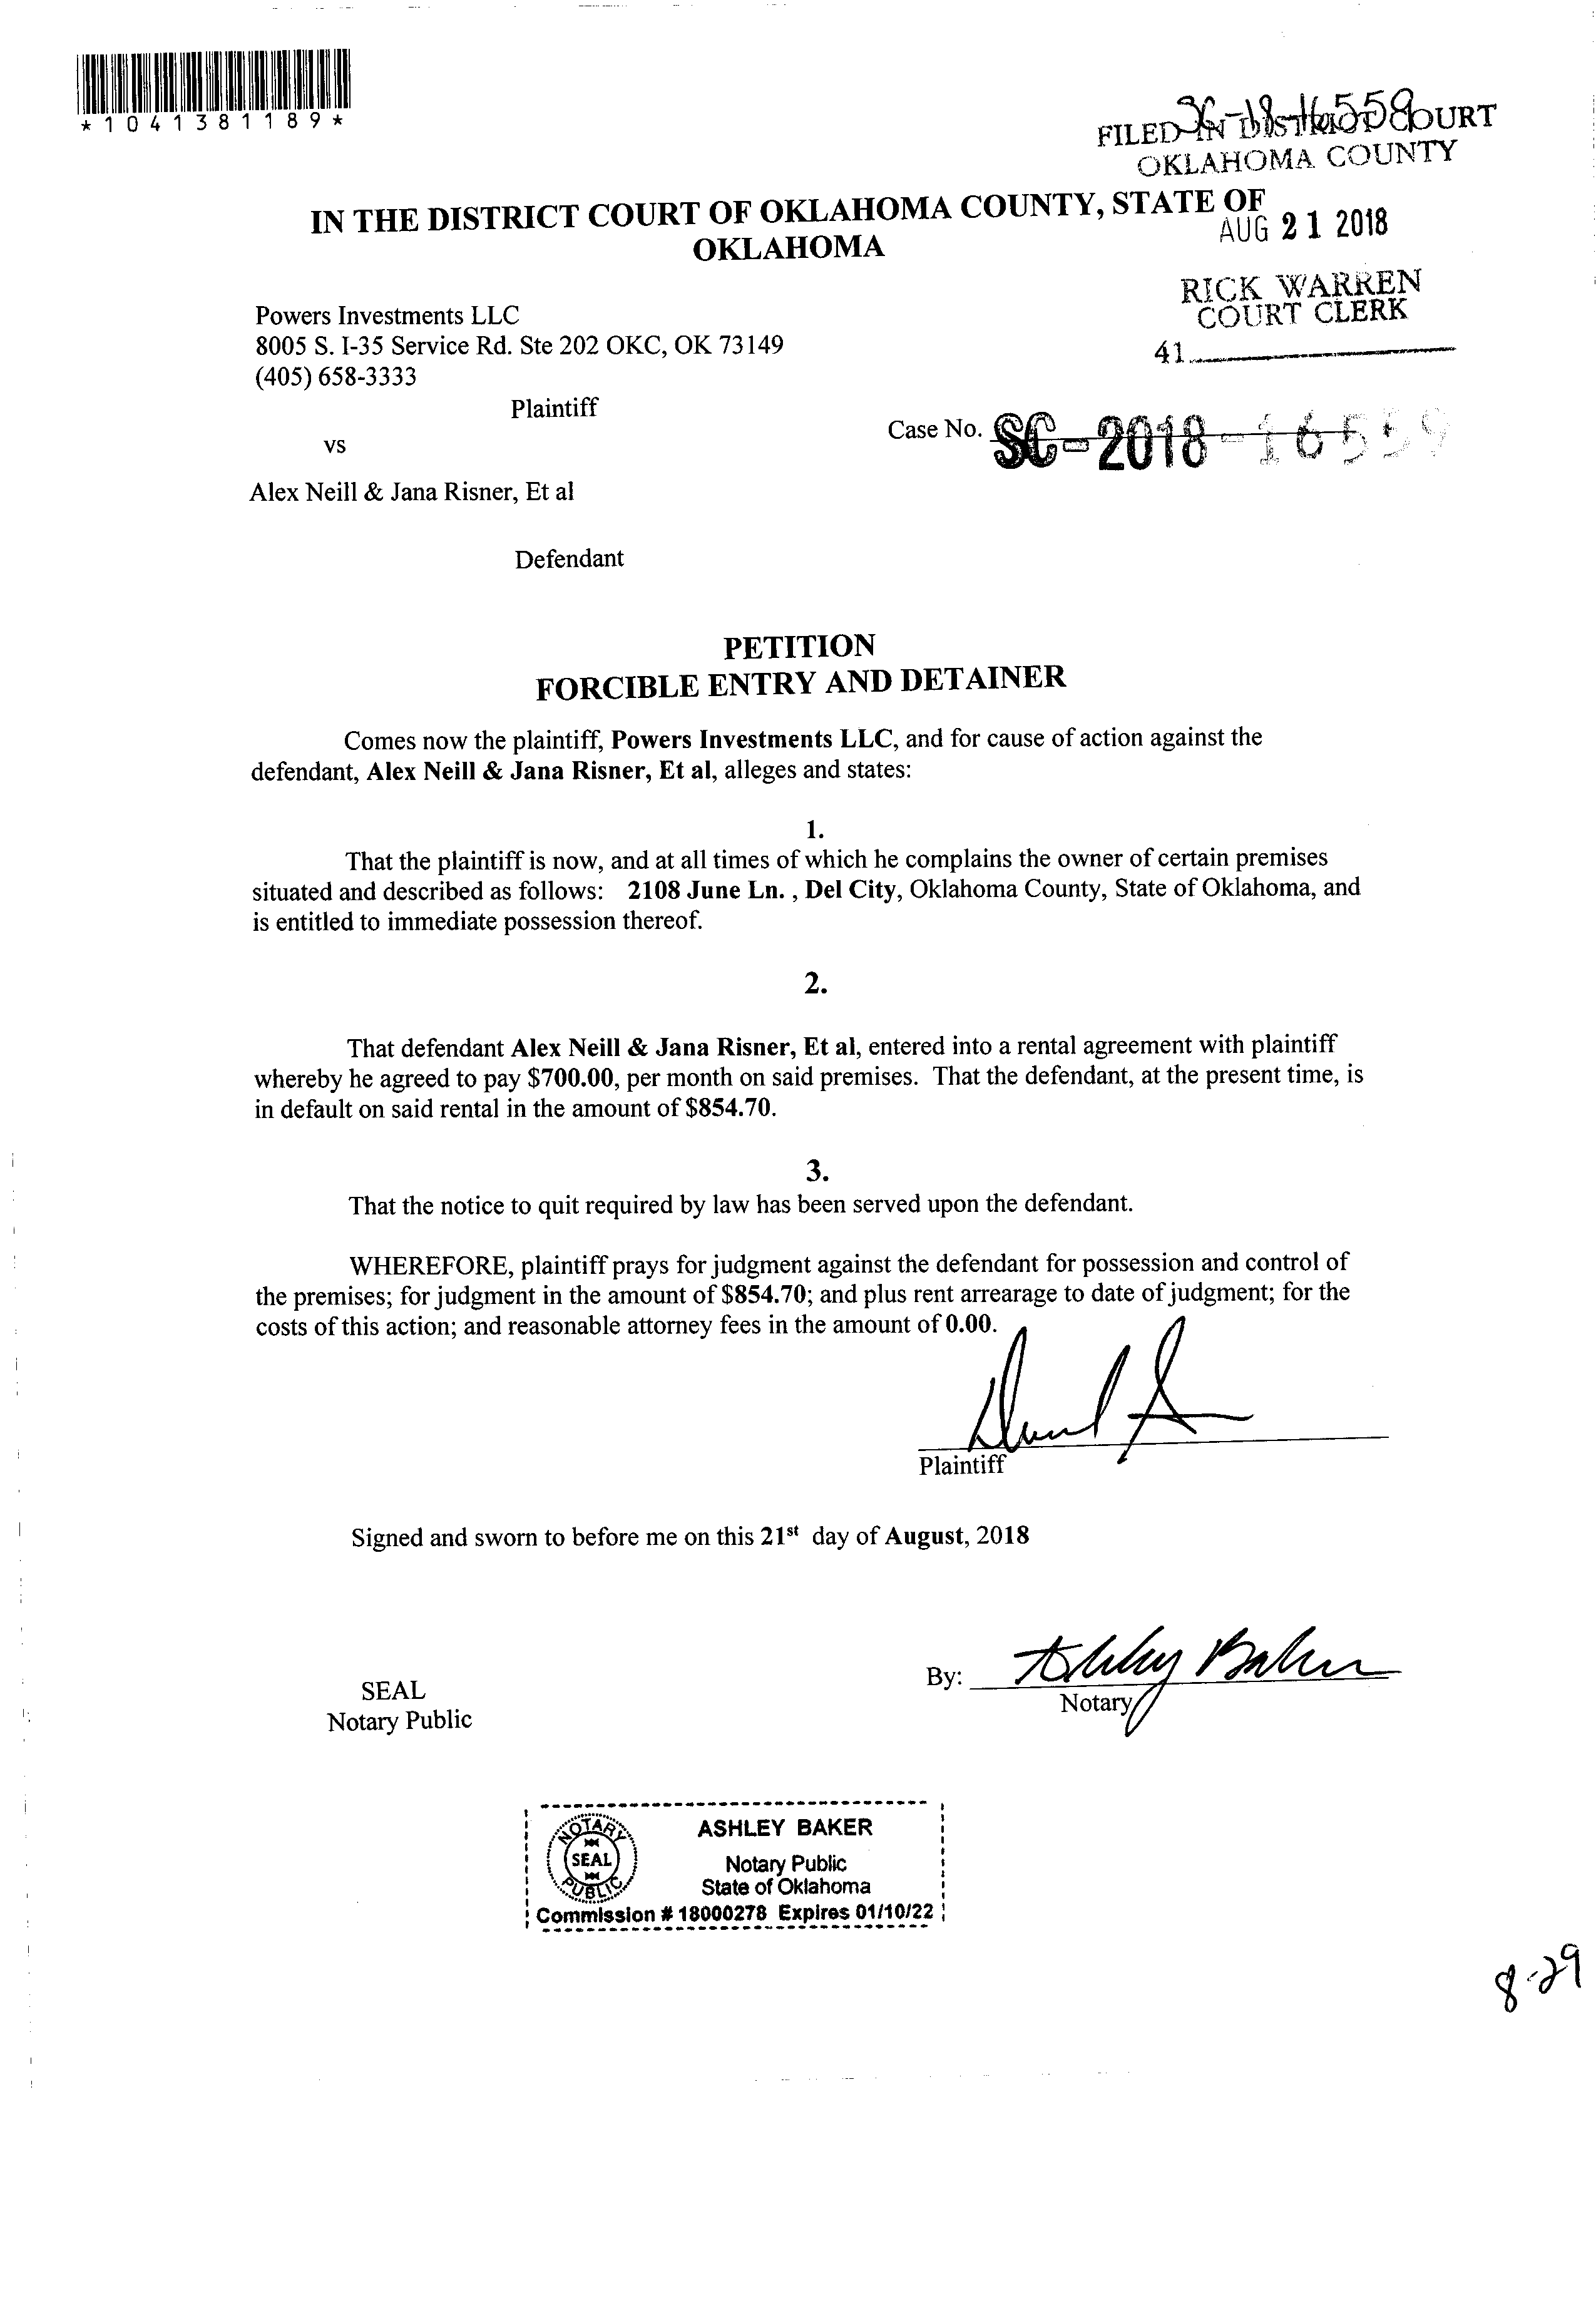 *1041381189*
FILED IN DISTRICT COURT
OKLAHOMA COUNTY
IN THE DISTRICT COURT OF OKLAHOMA COUNTY, STATE OF
OKLAHOMA
AUG 21 2018
RICK WARREN
COURT CLERK
41
Powers Investments LLC
8005 S. I-35 Service Rd. Ste 202 OKC, OK 73149
(405) 658-3333
Plaintiff
vs
Case No. SC-2018-16559
Alex Neill & Jana Risner, Et al
Defendant
PETITION
FORCIBLE ENTRY AND DETAINER
Comes now the plaintiff, Powers Investments LLC, and for cause of action against the
defendant, Alex Neill & Jana Risner, Et al, alleges and states:
1.
That the plaintiff is now, and at all times of which he complains the owner of certain premises
situated and described as follows: 2108 June Ln. , Del City, Oklahoma County, State of Oklahoma, and
is entitled to immediate possession thereof.
2.
That defendant Alex Neill & Jana Risner, Et al, entered into a rental agreement with plaintiff
whereby he agreed to pay $700.00, per month on said premises. That the defendant, at the present time, is
in default on said rental in the amount of $854.70.
3.
That the notice to quit required by law has been served upon the defendant.
WHEREFORE, plaintiff prays for judgment against the defendant for possession and control of
the premises; for judgment in the amount of $854.70; and plus rent arrearage to date of judgment; for the
costs of this action; and reasonable attorney fees in the amount of 0.00.
Plaintiff
Signed and sworn to before me on this 21st day of August, 2018
By: Ashley Baker
Notary
SEAL
Notary Public
NOTARY
SEAL
PUBLIC
ASHLEY BAKER
Notary Public
State of Oklahoma
Commission # 18000278 Expires 01/10/22
8-29